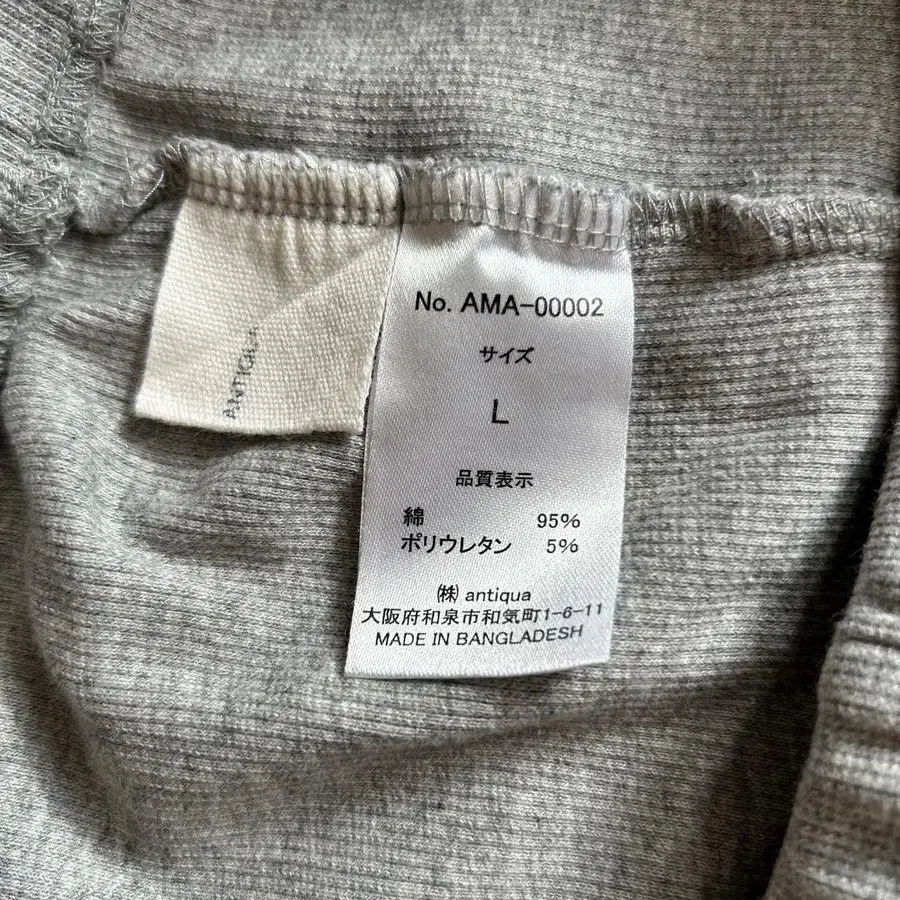 ANTIQUA
No. AMA-00002
サイズ
L
品質表示
綿 95%
ポリウレタン 5%
㈱ antiqua
大阪府和泉市和気町1-6-11
MADE IN BANGLADESH